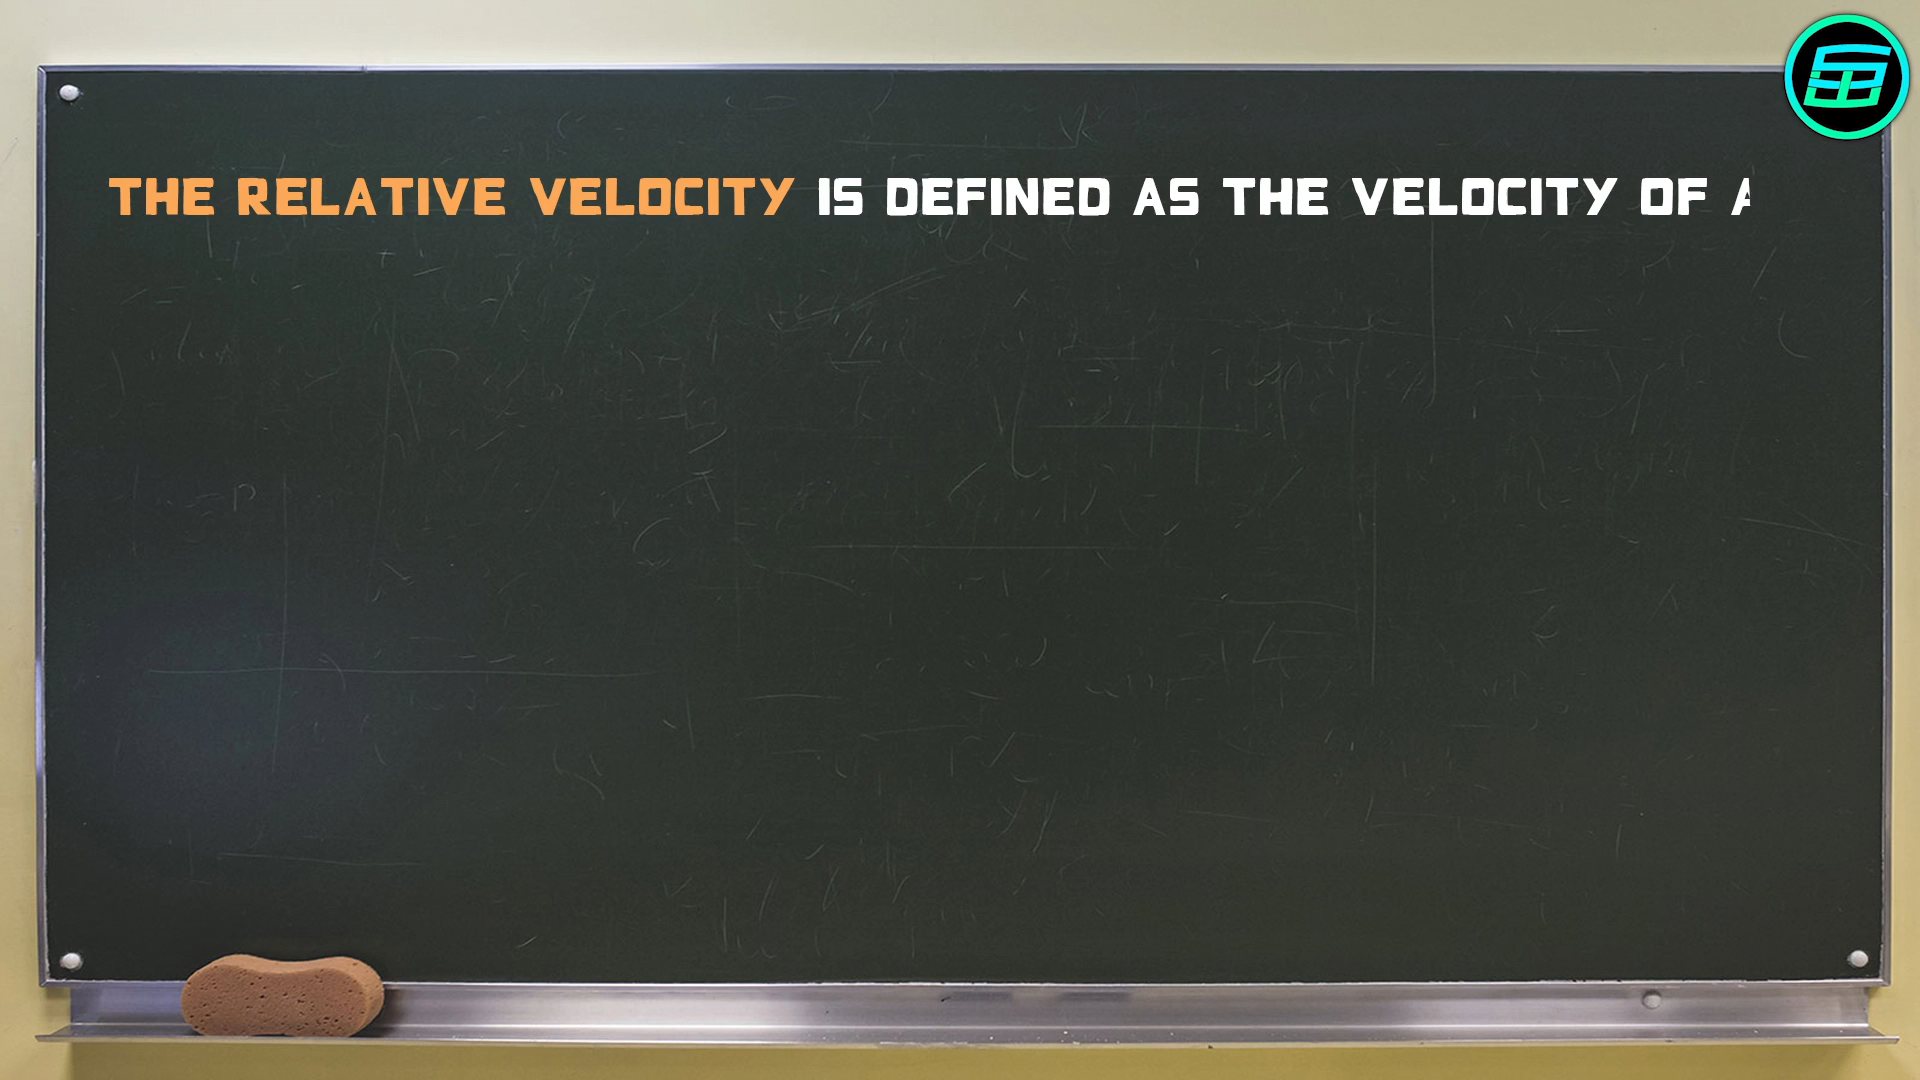 THE RELATIVE VELOCITY IS DEFINED AS THE VELOCITY OF